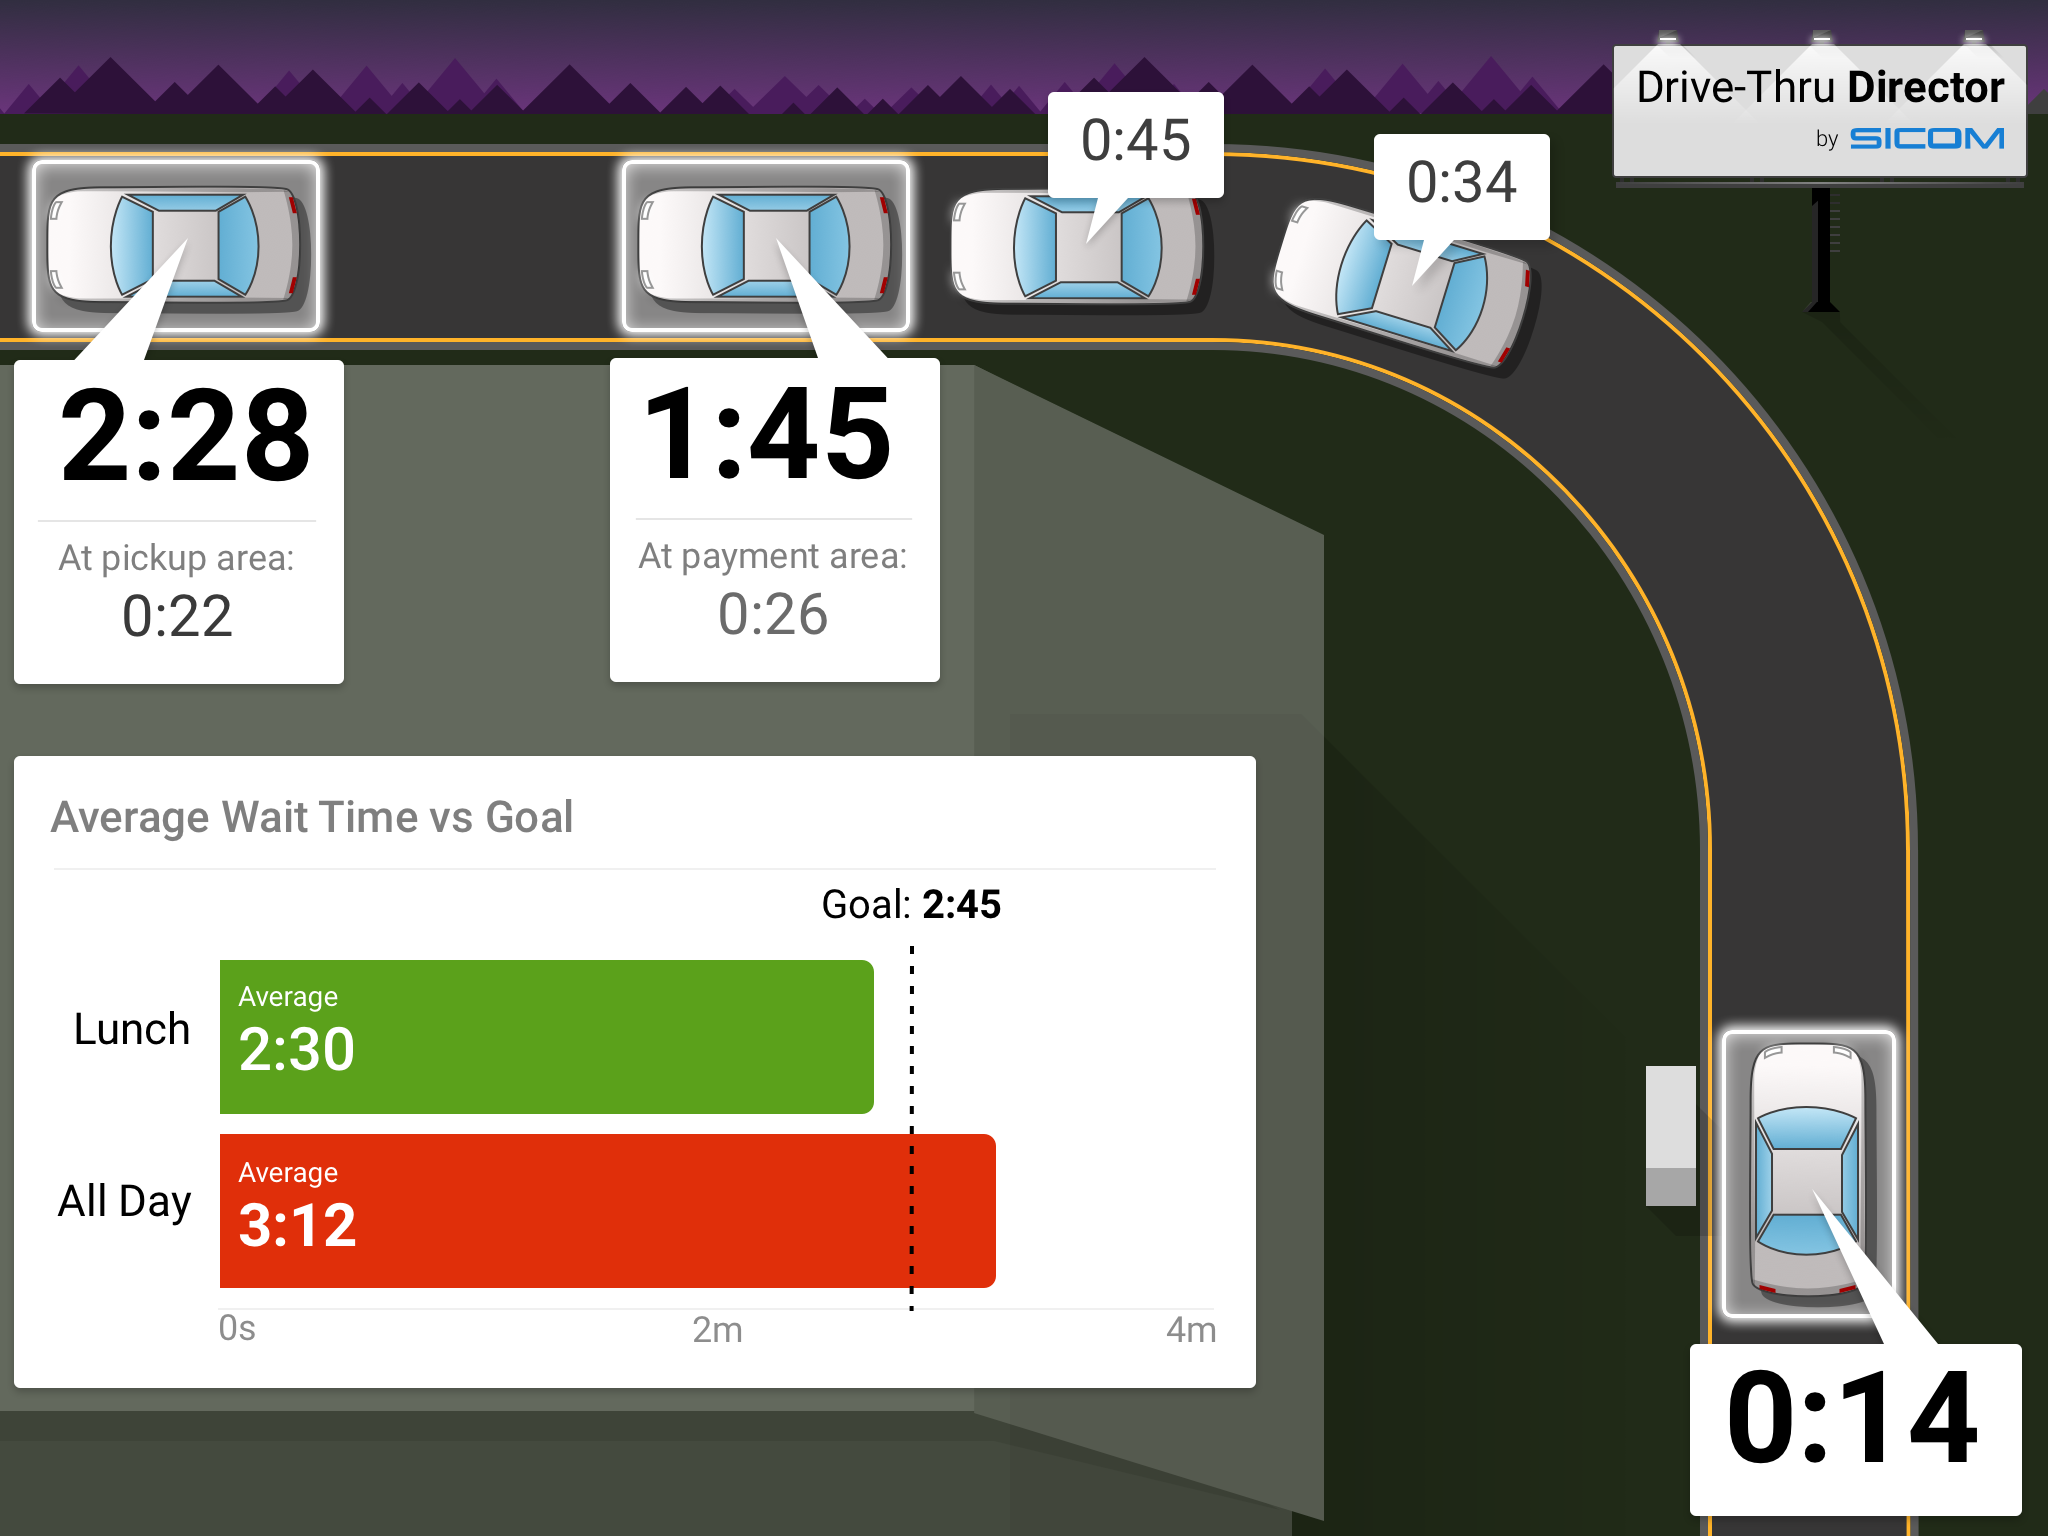 Drive-Thru Director
by SICOM
0:45
0:34
2:28
At pickup area:
0:22
1:45
At payment area:
0:26
Average Wait Time vs Goal
Goal: 2:45
Lunch
Average
2:30
All Day
Average
3:12
0s 2m 4m
0:14